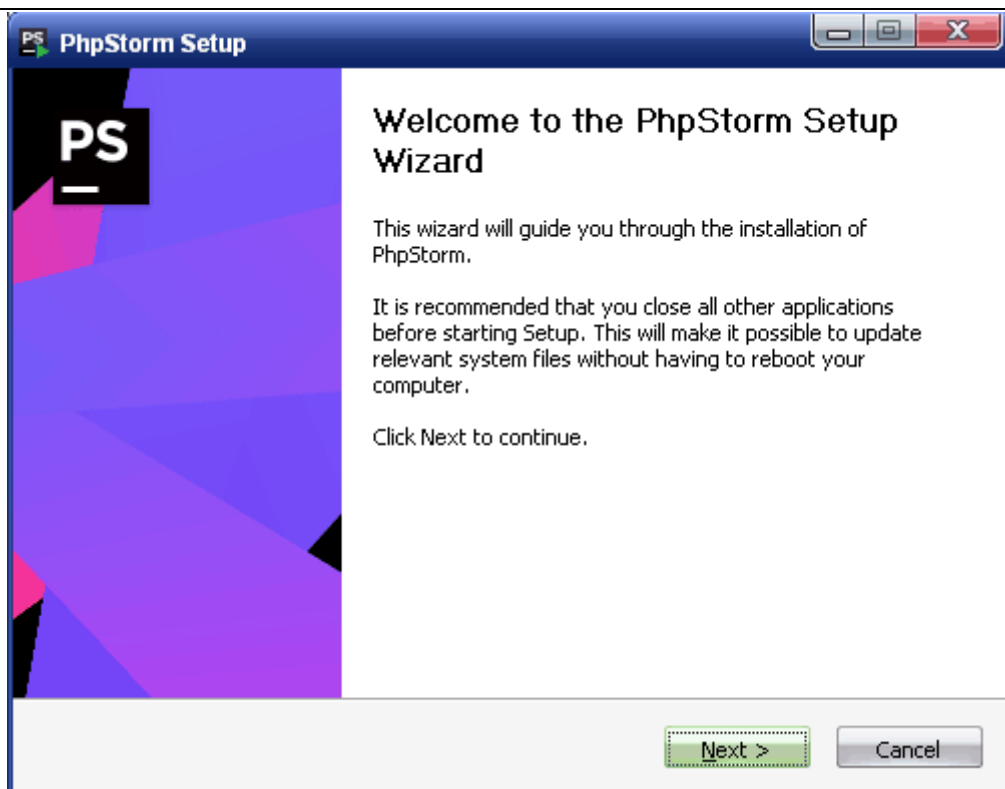 PS PhpStorm Setup
PS
Welcome to the PhpStorm Setup
Wizard
This wizard will guide you through the installation of
PhpStorm.
It is recommended that you close all other applications
before starting Setup. This will make it possible to update
relevant system files without having to reboot your
computer.
Click Next to continue.
Next >
Cancel